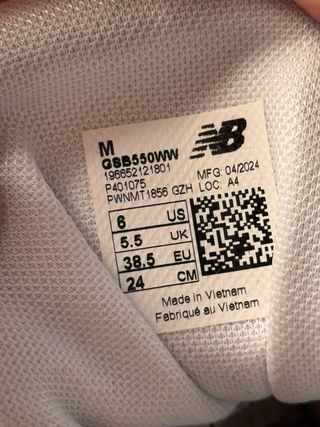 M
GSB550WW
196652121801
P401075
PWNMT1856 GZH
NB
MFG: 04/2024
LOC: A4
6 US
5.5 UK
38.5 EU
24 CM
Made in Vietnam
Fabriqué au Vietnam